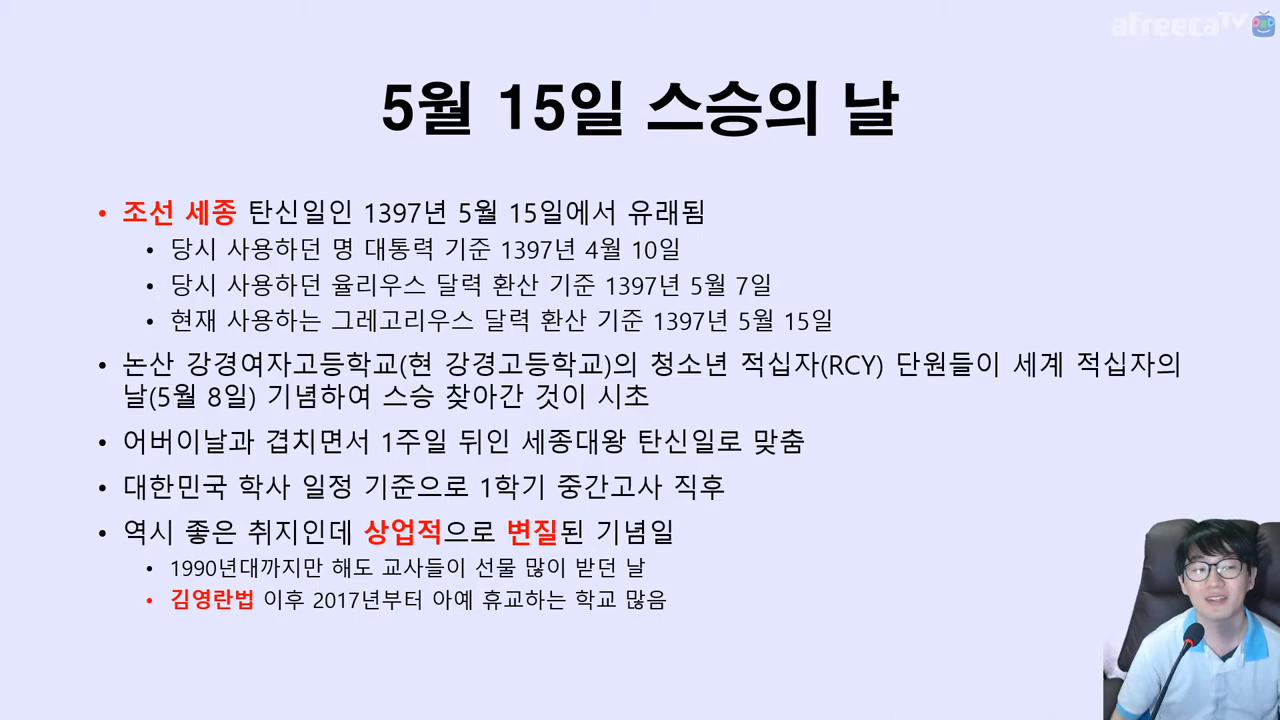 afreecaTV
5월 15일 스승의 날
• 조선 세종 탄신일인 1397년 5월 15일에서 유래됨
• 당시 사용하던 명 대통력 기준 1397년 4월 10일
• 당시 사용하던 율리우스 달력 환산 기준 1397년 5월 7일
• 현재 사용하는 그레고리우스 달력 환산 기준 1397년 5월 15일
• 논산 강경여자고등학교(현 강경고등학교)의 청소년 적십자(RCY) 단원들이 세계 적십자의
날(5월 8일) 기념하여 스승 찾아간 것이 시초
• 어버이날과 겹치면서 1주일 뒤인 세종대왕 탄신일로 맞춤
• 대한민국 학사 일정 기준으로 1학기 중간고사 직후
• 역시 좋은 취지인데 상업적으로 변질된 기념일
• 1990년대까지만 해도 교사들이 선물 많이 받던 날
• 김영란법 이후 2017년부터 아예 휴교하는 학교 많음